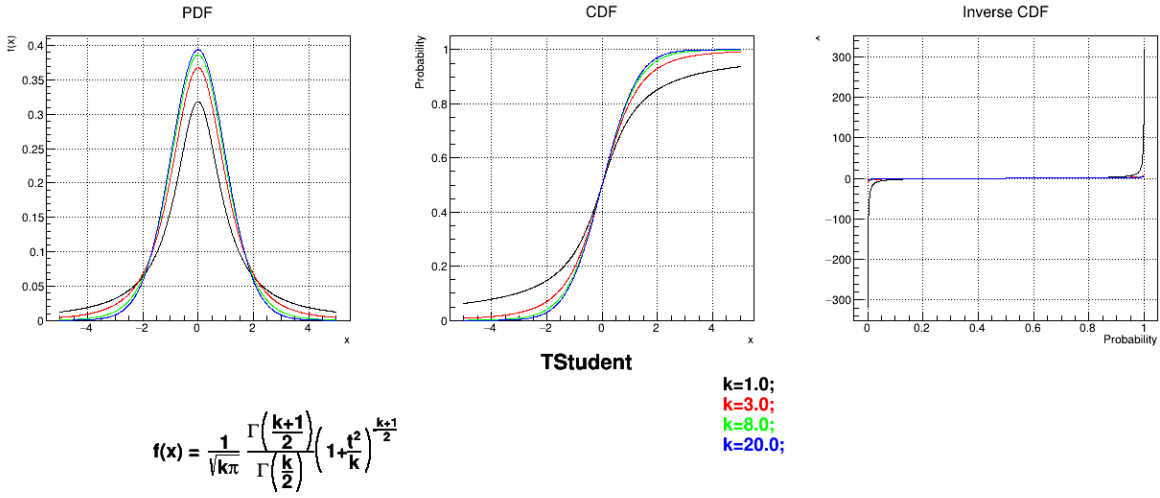 PDF
f(x)
0.4
0.35
0.3
0.25
0.2
0.15
0.1
0.05
0
−4 −2 0 2 4
x
CDF
Probability
1
0.8
0.6
0.4
0.2
0
−4 −2 0 2 4
x
Inverse CDF
300
200
100
0
−100
−200
−300
0 0.2 0.4 0.6 0.8 1
Probability
TStudent
k=1.0;
k=3.0;
k=8.0;
k=20.0;
f(x) = 1/√kπ Γ(k+1/2)/Γ(k/2) (1+t²/k)^k+1/2